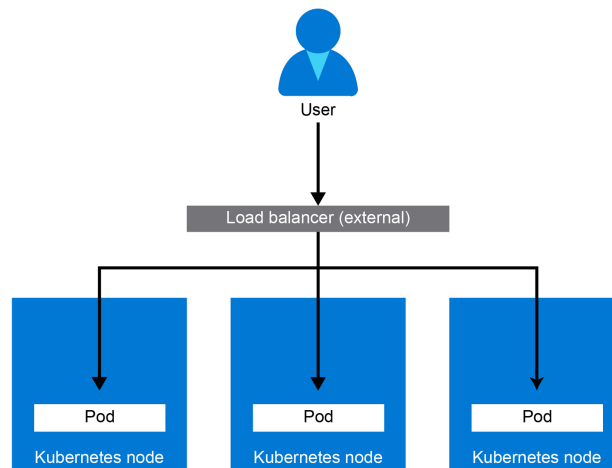 User
Load balancer (external)
Pod
Pod
Pod
Kubernetes node
Kubernetes node
Kubernetes node